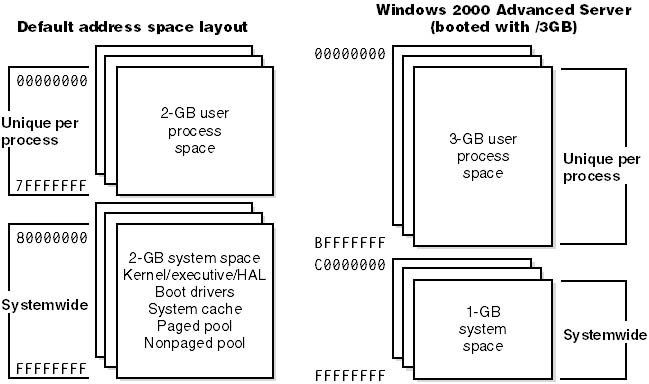 Default address space layout
00000000
Unique per
process
7FFFFFFF
2-GB user
process
space
80000000
Systemwide
FFFFFFFF
2-GB system space
Kernel/executive/HAL
Boot drivers
System cache
Paged pool
Nonpaged pool
Windows 2000 Advanced Server
(booted with /3GB)
00000000
3-GB user
process
space
Unique per
process
BFFFFFFF
C0000000
1-GB
system
space
Systemwide
FFFFFFFF